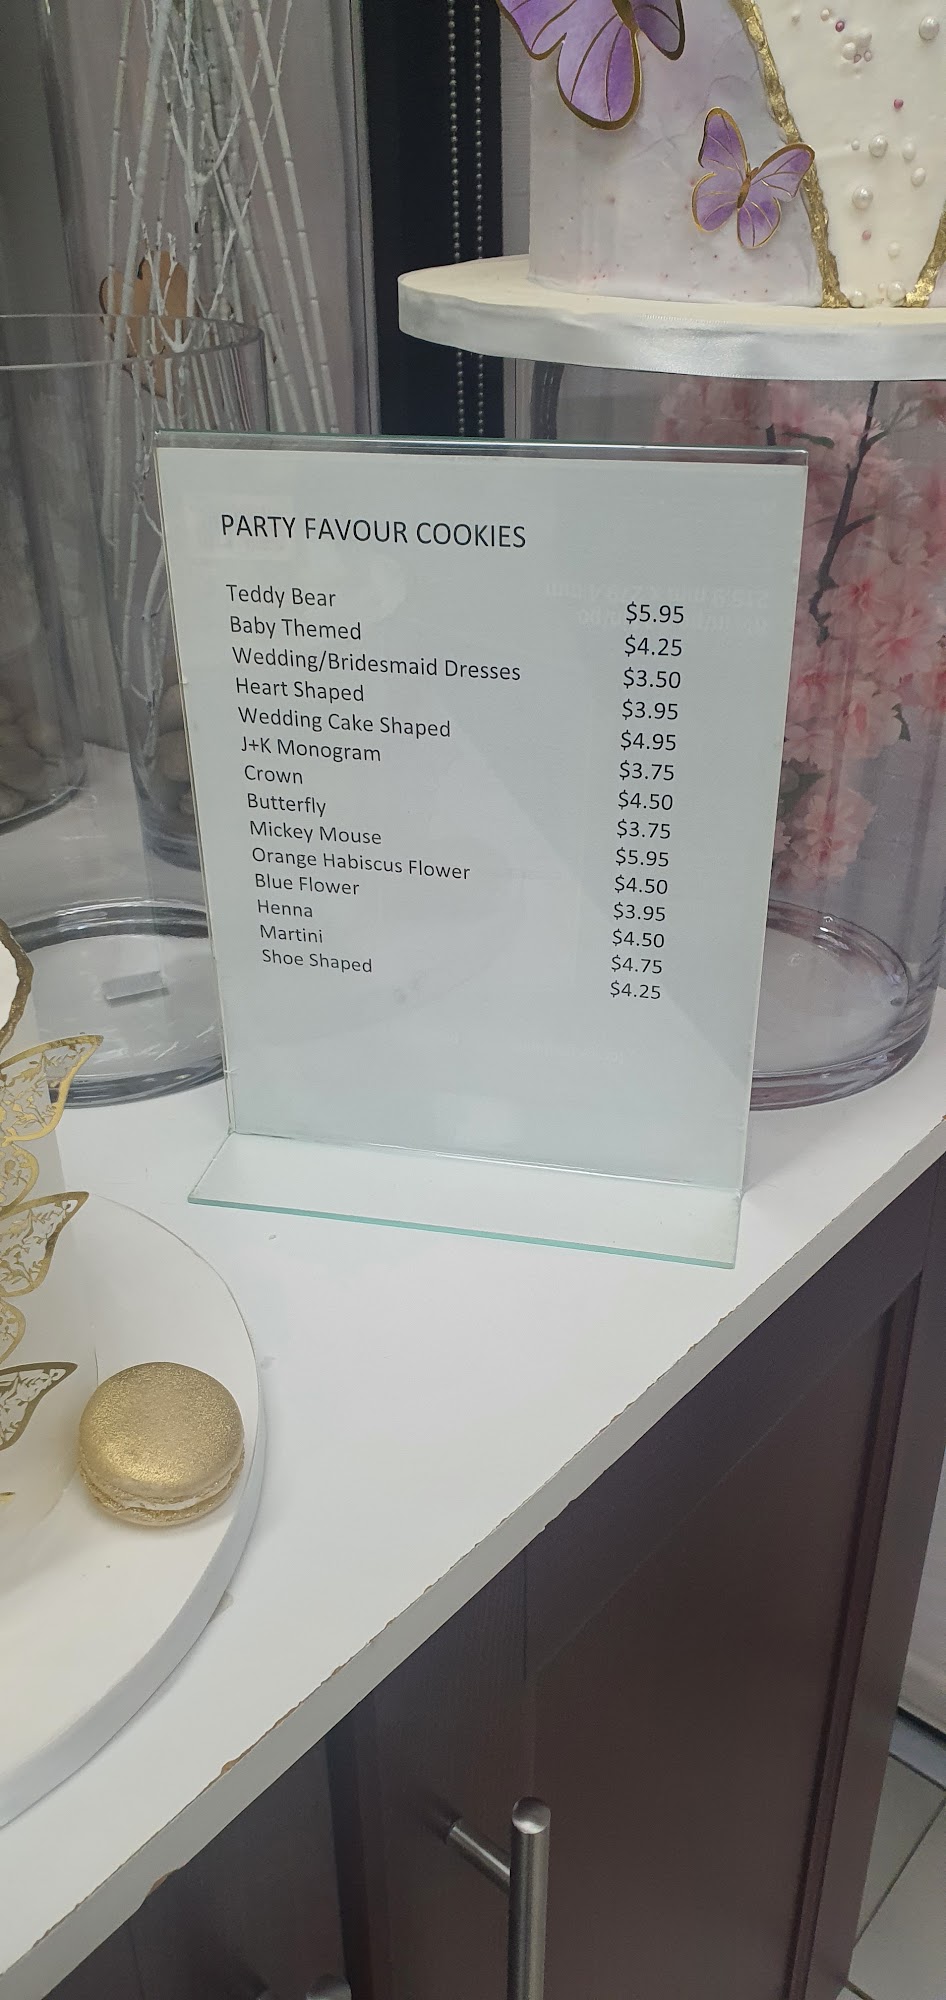 PARTY FAVOUR COOKIES
Teddy Bear $5.95
Baby Themed $4.25
Wedding/Bridesmaid Dresses $3.50
Heart Shaped $3.95
Wedding Cake Shaped $4.95
J+K Monogram $3.75
Crown $4.50
Butterfly $3.75
Mickey Mouse $5.95
Orange Habiscus Flower $4.50
Blue Flower $3.95
Henna $4.50
Martini $4.75
Shoe Shaped $4.25